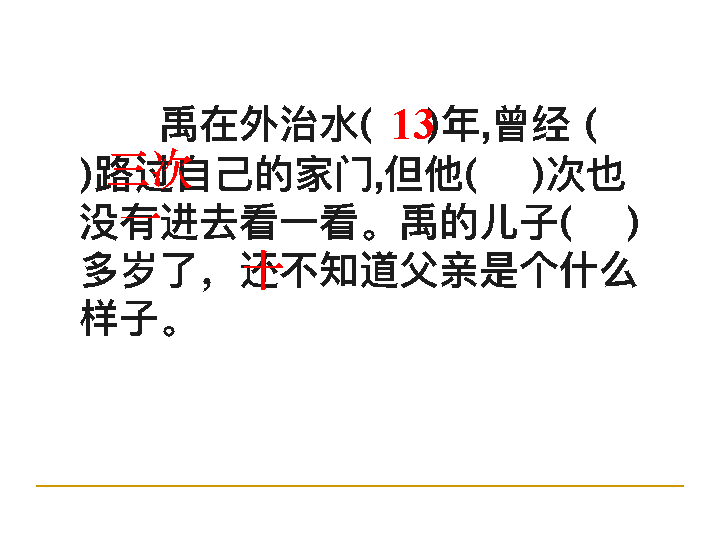 禹在外治水( 13 )年,曾经 (
)路过自己的家门,但他( )次也
三次
没有进去看一看。禹的儿子( )
一
多岁了，还不知道父亲是个什么
十
样子。